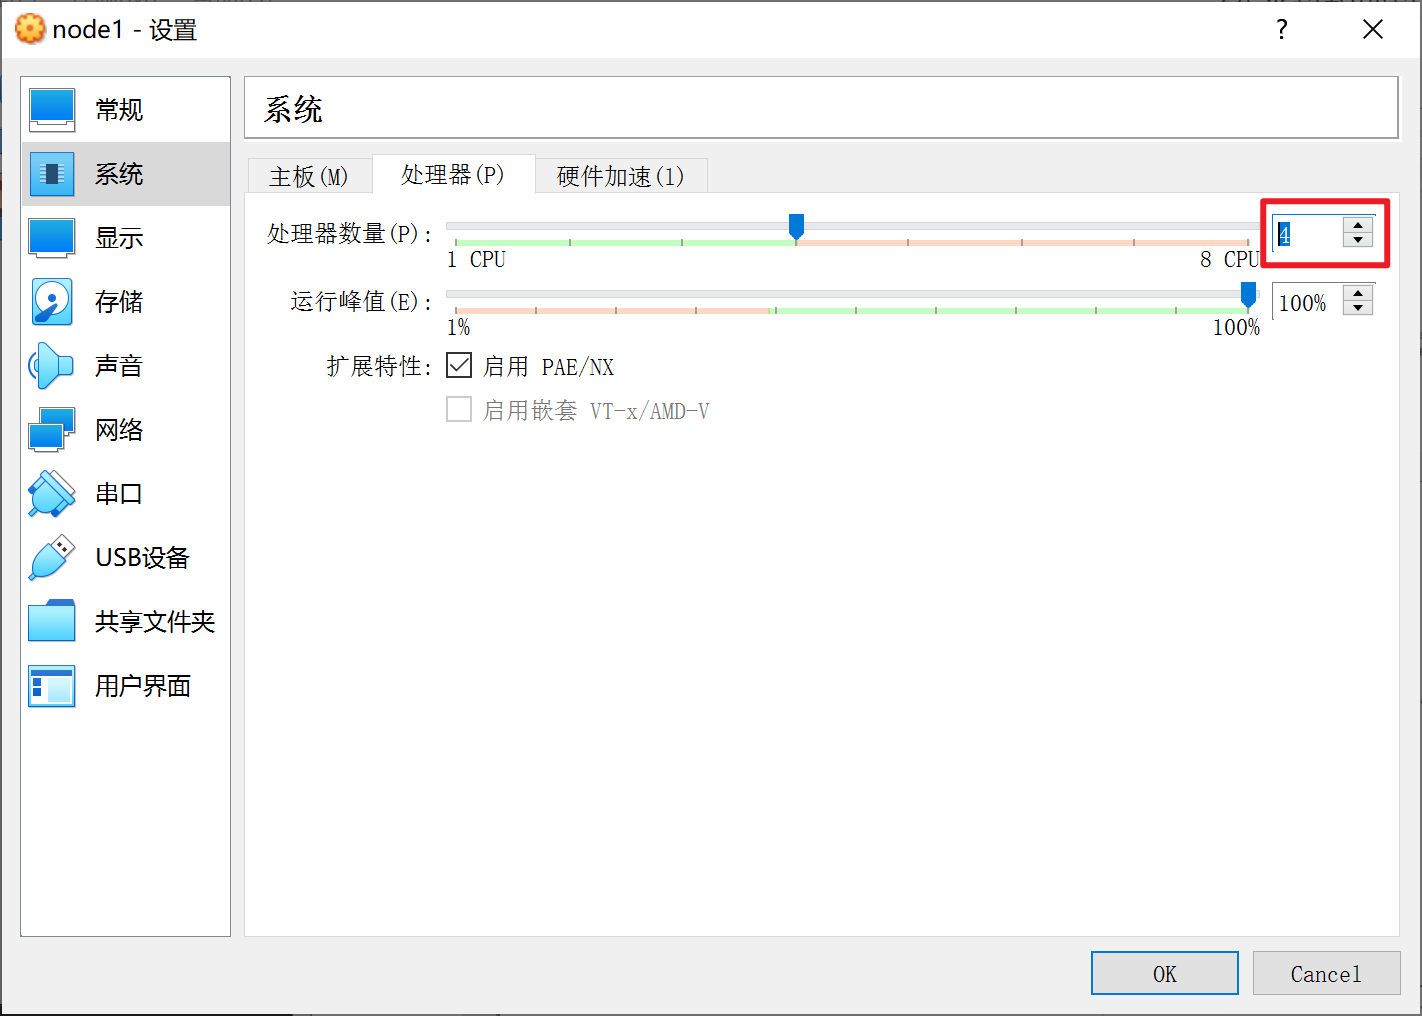 node1 - 设置
?
常规
系统
显示
存储
声音
网络
串口
USB设备
共享文件夹
用户界面
系统
主板(M)
处理器(P)
硬件加速(l)
处理器数量(P):
4
1 CPU
8 CPU
运行峰值(E):
100%
1%
100%
扩展特性:
启用 PAE/NX
启用嵌套 VT-x/AMD-V
OK
Cancel